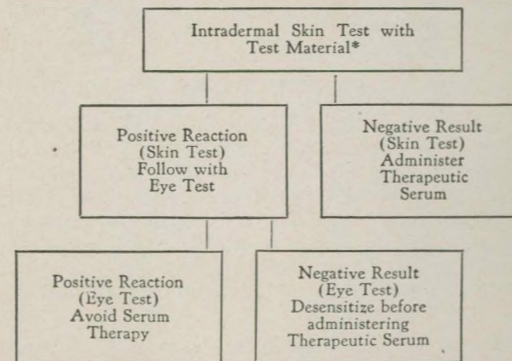 Intradermal Skin Test with
Test Material*
Positive Reaction
(Skin Test)
Follow with
Eye Test
Negative Result
(Skin Test)
Administer
Therapeutic
Serum
Positive Reaction
(Eye Test)
Avoid Serum
Therapy
Negative Result
(Eye Test)
Desensitize before
administering
Therapeutic Serum